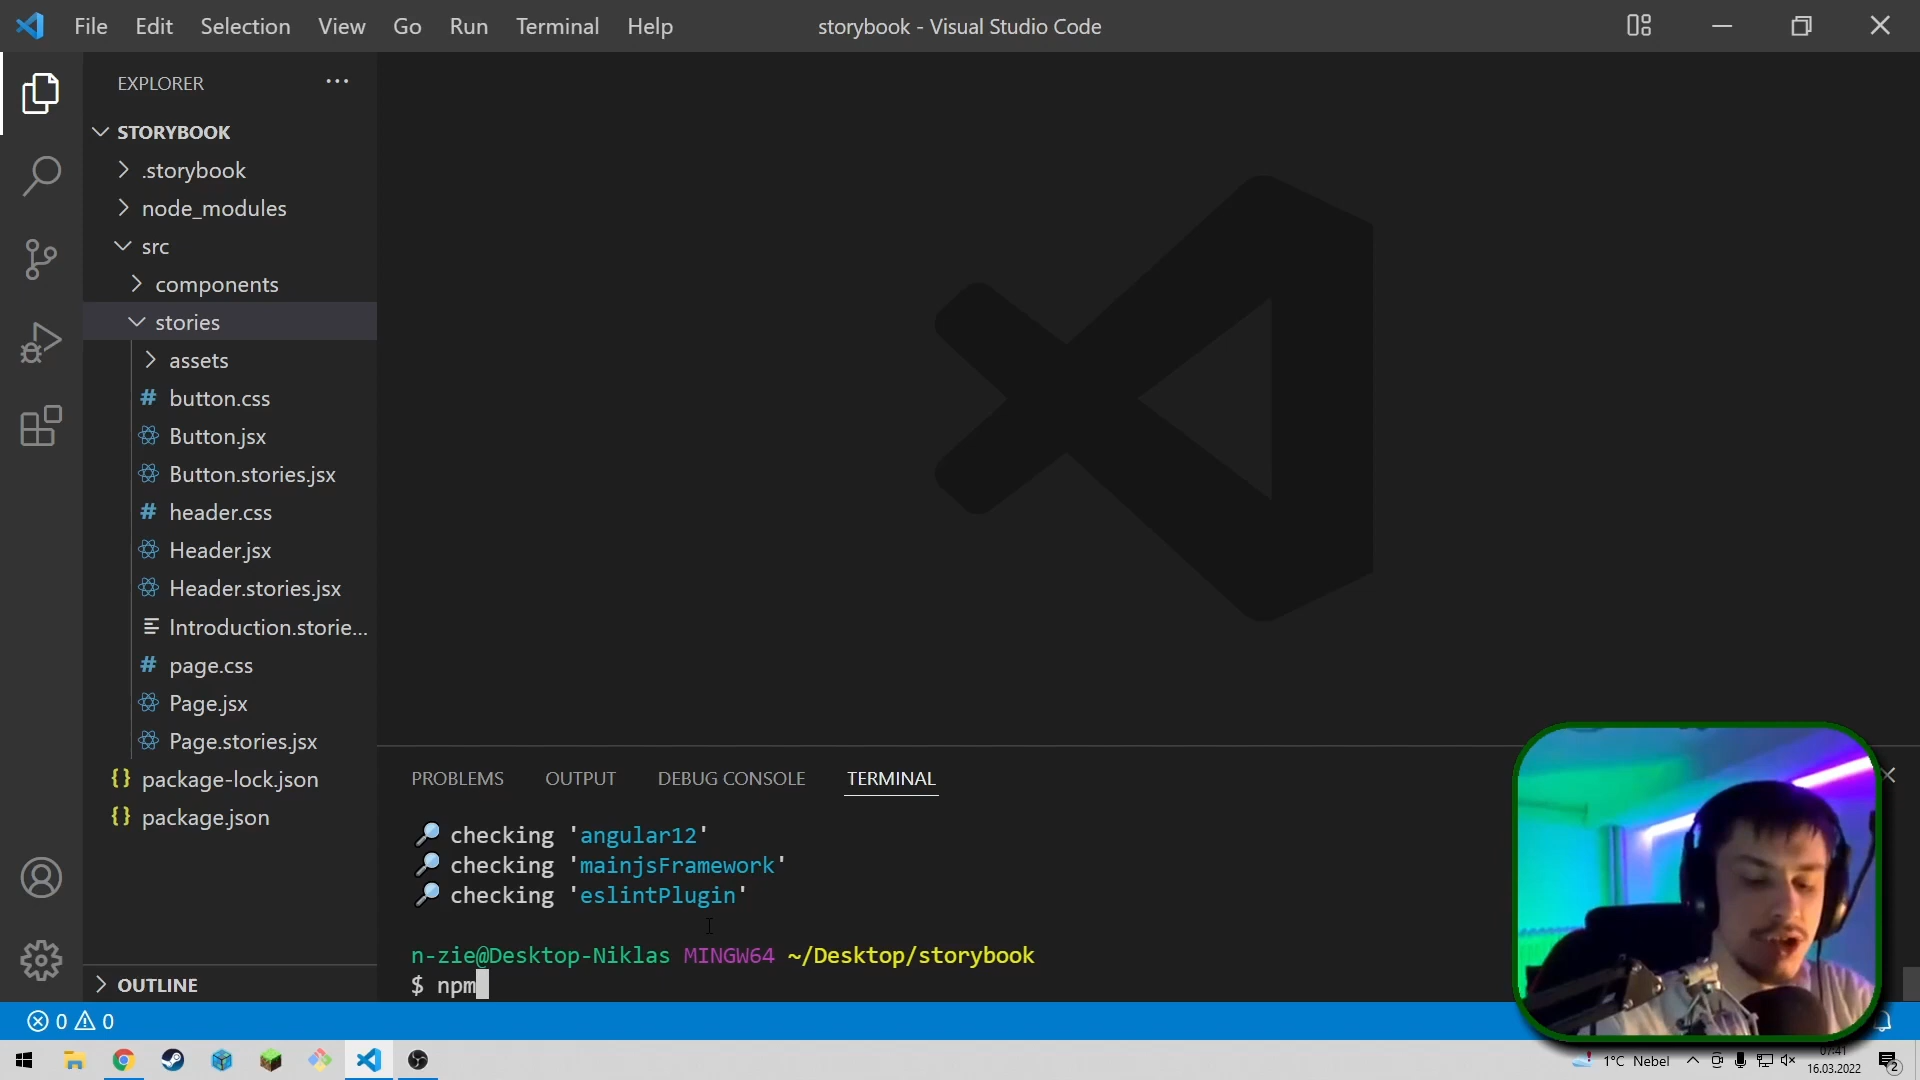 File Edit Selection View Go Run Terminal Help storybook - Visual Studio Code
EXPLORER
STORYBOOK
.storybook
node_modules
src
components
stories
assets
# button.css
Button.jsx
Button.stories.jsx
# header.css
Header.jsx
Header.stories.jsx
Introduction.storie...
# page.css
Page.jsx
Page.stories.jsx
{} package-lock.json
{} package.json
OUTLINE
PROBLEMS OUTPUT DEBUG CONSOLE TERMINAL
checking 'angular12'
checking 'mainjsFramework'
checking 'eslintPlugin'
n-zie@Desktop-Niklas MINGW64 ~/Desktop/storybook
$ npm
0 0
1°C Nebel
07:41
16.03.2022
2